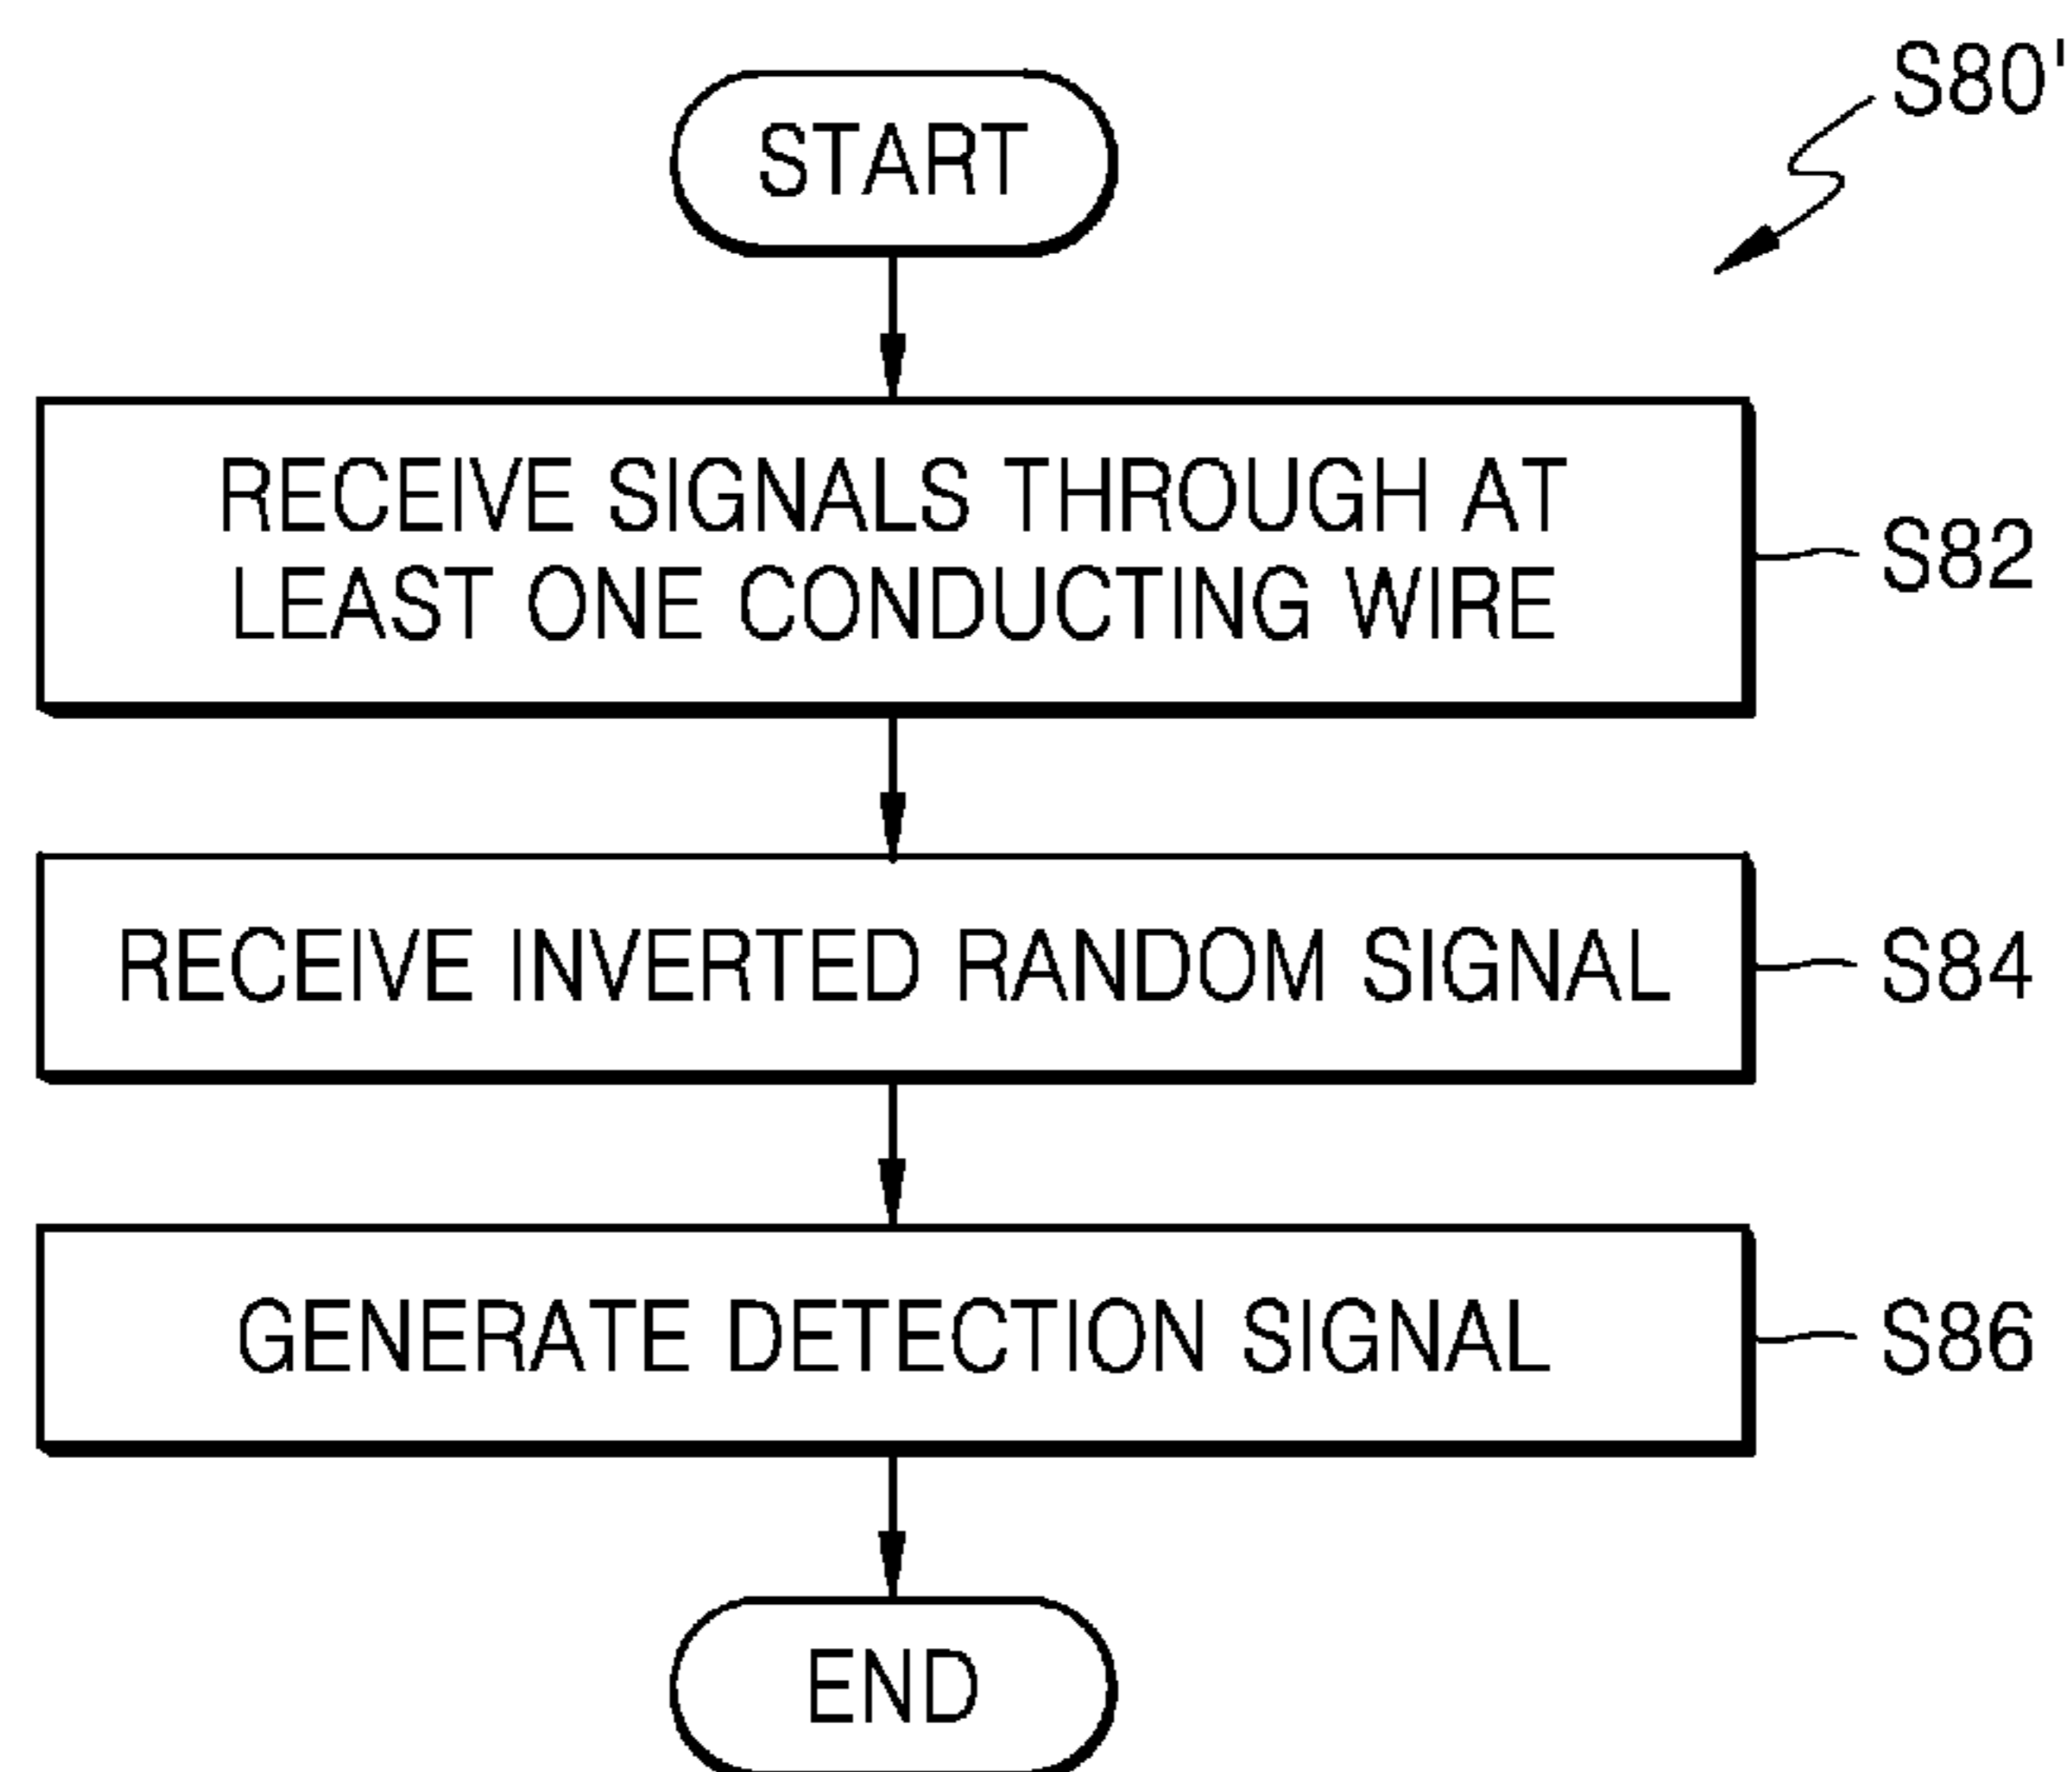 S80'
START
RECEIVE SIGNALS THROUGH AT
LEAST ONE CONDUCTING WIRE
S82
RECEIVE INVERTED RANDOM SIGNAL
S84
GENERATE DETECTION SIGNAL
S86
END